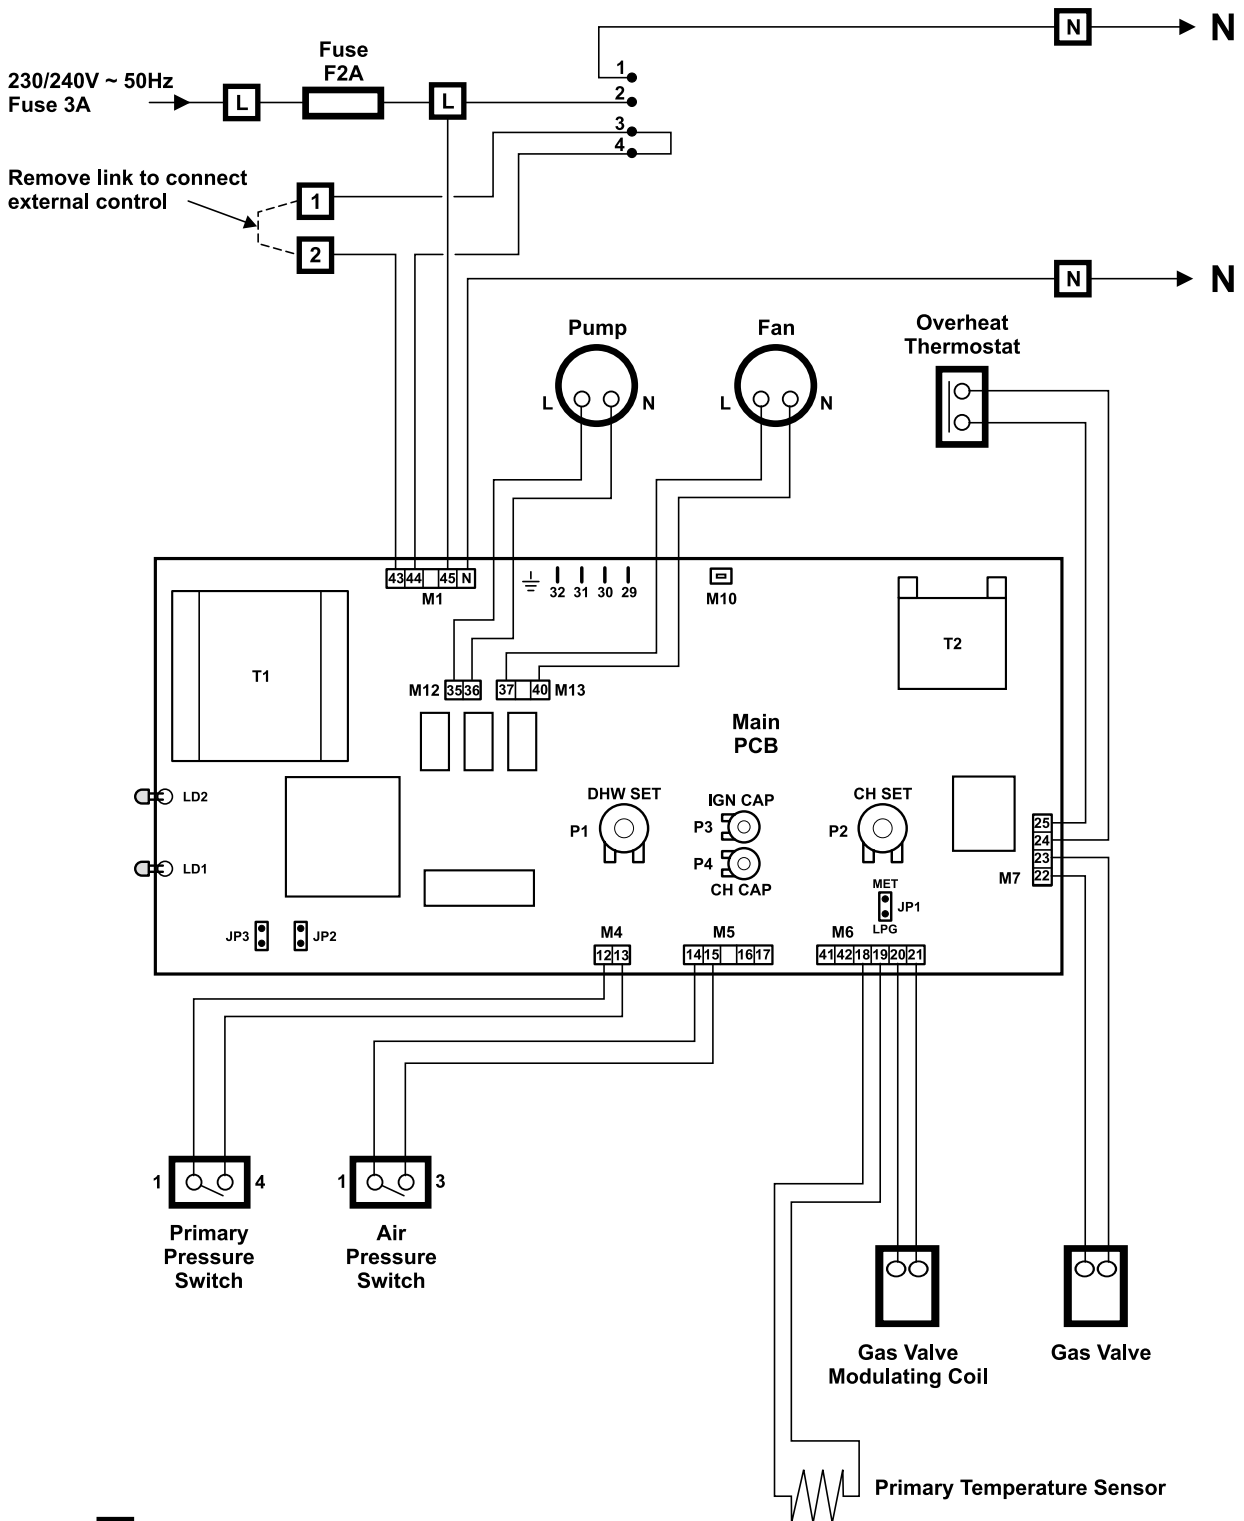 N
Fuse
F2A
230/240V ~ 50Hz
Fuse 3A
L
L
1
2
3
4
Remove link to connect
external control
1
2
N
N
N
Pump
L N
Fan
L N
Overheat
Thermostat
43 44 45 N
M1
32 31 30 29
M10
T1
T2
M12 35 36
37 40 M13
Main
PCB
LD2
LD1
DHW SET
P1
IGN CAP
P3
P4
CH CAP
CH SET
P2
MET
JP1
LPG
25
24
23
22
M7
JP3
JP2
M4
12 13
M5
14 15 16 17
M6
41 42 18 19 20 21
1 4
Primary
Pressure
Switch
1 3
Air
Pressure
Switch
Gas Valve
Modulating Coil
Gas Valve
Primary Temperature Sensor